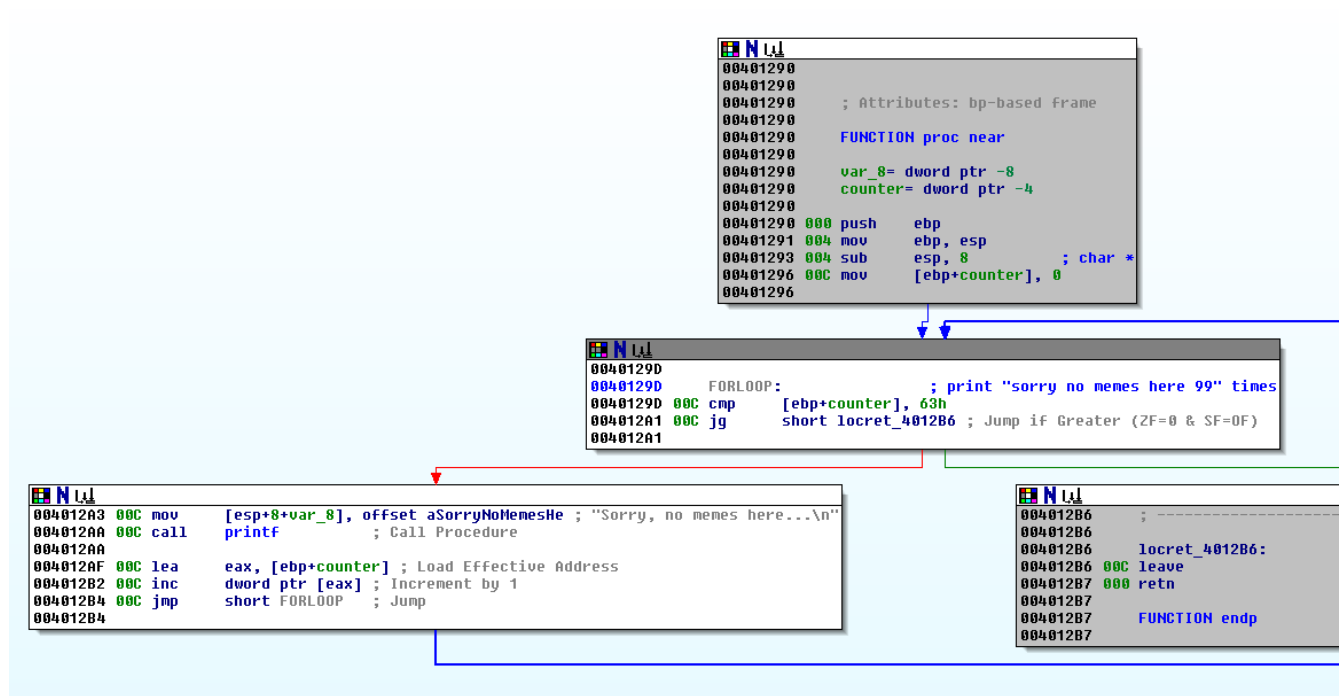 00401290
00401290
00401290 ; Attributes: bp-based frame
00401290
00401290 FUNCTION proc near
00401290
00401290 var_8= dword ptr -8
00401290 counter= dword ptr -4
00401290
00401290 000 push ebp
00401291 004 mov ebp, esp
00401293 004 sub esp, 8 ; char *
00401296 00C mov [ebp+counter], 0
00401296
0040129D
0040129D FORLOOP: ; print "sorry no memes here 99" times
0040129D 00C cmp [ebp+counter], 63h
004012A1 00C jg short locret_4012B6 ; Jump if Greater (ZF=0 & SF=OF)
004012A1
004012A3 00C mov [esp+8+var_8], offset aSorryNoMemesHe ; "Sorry, no memes here...\n"
004012AA 00C call printf ; Call Procedure
004012AA
004012AF 00C lea eax, [ebp+counter] ; Load Effective Address
004012B2 00C inc dword ptr [eax] ; Increment by 1
004012B4 00C jmp short FORLOOP ; Jump
004012B4
004012B6 ; ---------------------
004012B6
004012B6 locret_4012B6:
004012B6 00C leave
004012B7 000 retn
004012B7
004012B7 FUNCTION endp
004012B7